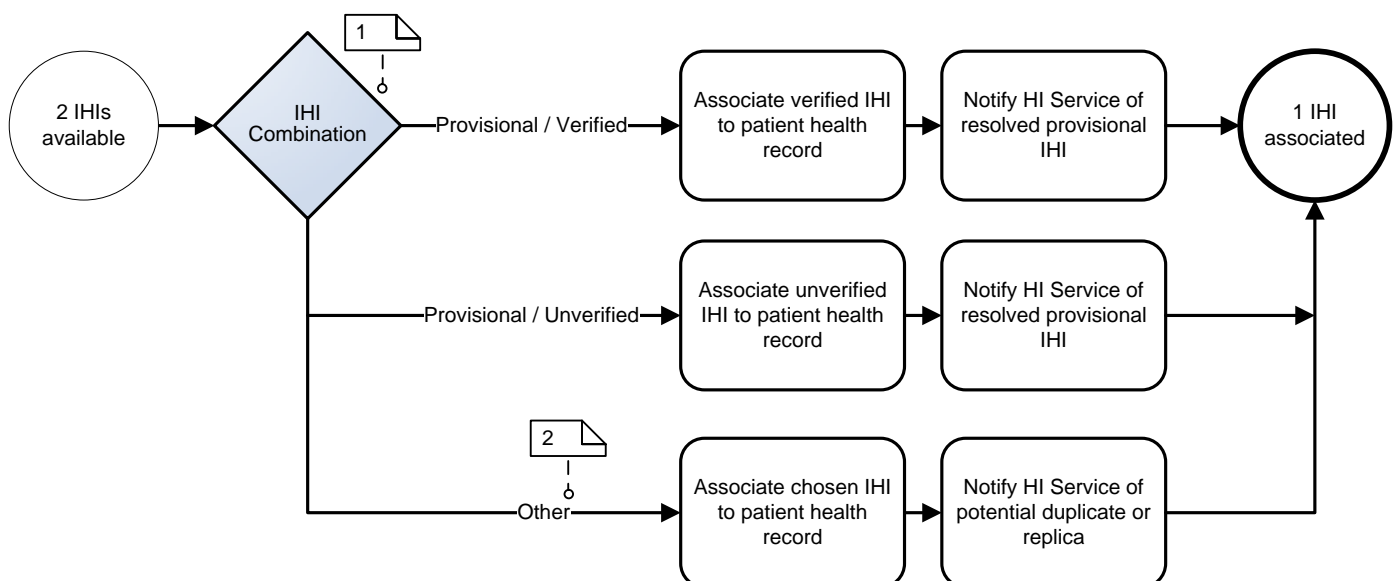 1
2 IHIs
available
IHI
Combination
Provisional / Verified
Associate verified IHI
to patient health
record
Notify HI Service of
resolved provisional
IHI
1 IHI
associated
Provisional / Unverified
Associate unverified
IHI to patient health
record
Notify HI Service of
resolved provisional
IHI
2
Other
Associate chosen IHI
to patient health
record
Notify HI Service of
potential duplicate or
replica